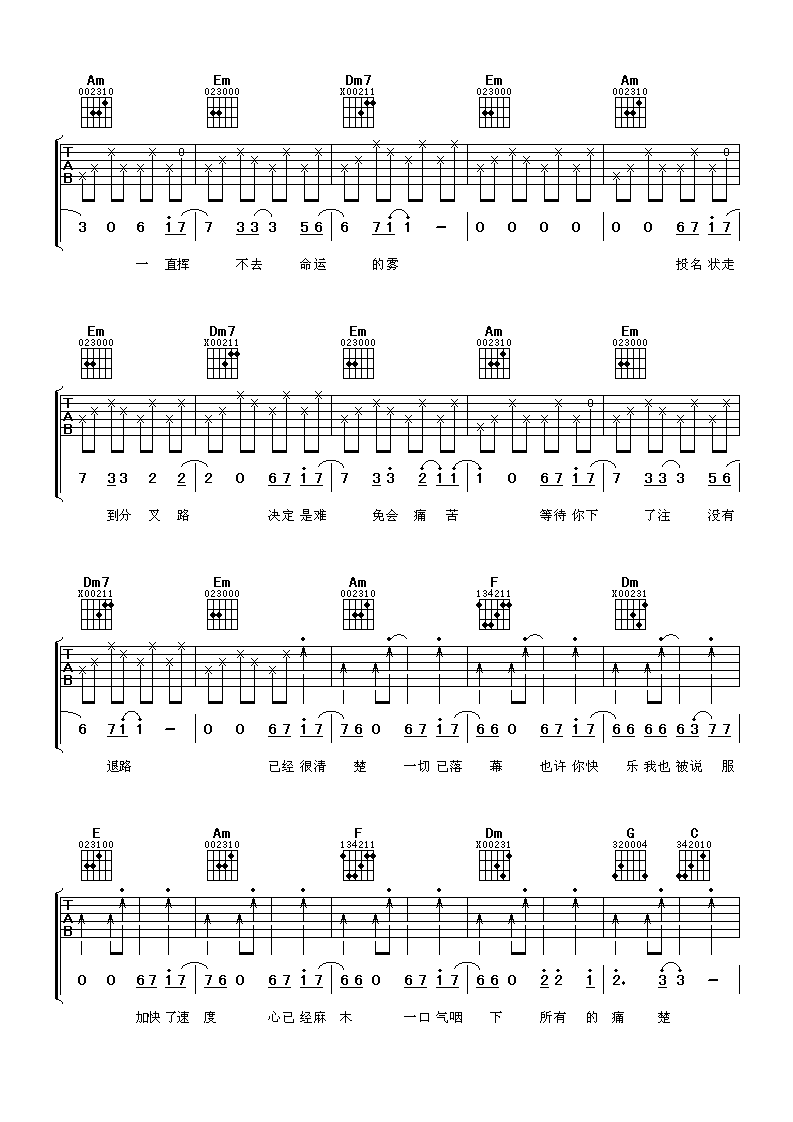 Am Em Dm7 Em Am
002310 023000 X00211 023000 002310
T 0 0
A
B
3 0 6 1 7 7 3 3 3 5 6 6 7 1 1 – 0 0 0 0 0 0 6 7 1 7
一 直挥 不去 命运 的雾 投名 状走
Em Dm7 Em Am Em
023000 X00211 023000 002310 023000
T 0
A
B
7 3 3 2 2 2 0 6 7 1 7 7 3 3 2 1 1 1 0 6 7 1 7 7 3 3 3 5 6
到分 叉 路 决定 是难 免会 痛 苦 等待 你下 了注 没有
Dm7 Em Am F Dm
X00211 023000 002310 134211 X00231
T
A
B
6 7 1 1 – 0 0 6 7 1 7 7 6 0 6 7 1 7 6 6 0 6 7 1 7 6 6 6 6 6 3 7 7
退路 已经 很清 楚 一切 已落 幕 也许 你快 乐我也 被说 服
E Am F Dm G C
023100 002310 134211 X00231 320004 342010
T
A
B
0 0 6 7 1 7 7 6 0 6 7 1 7 6 6 0 6 7 1 7 6 6 0 2 2 1 2. 3 3 –
加快 了速 度 心已 经麻 木 一口 气咽 下 所有 的 痛 楚